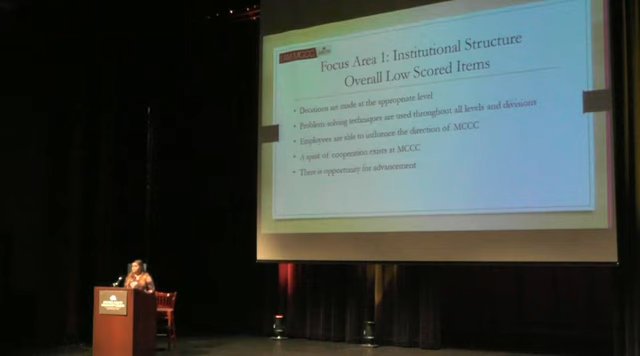 MCCC
Focus Area 1: Institutional Structure
Overall Low Scored Items
• Decisions are made at the appropriate level
• Problem-solving techniques are used throughout all levels and divisions
• Employees are able to influence the direction of MCCC
• A spirit of cooperation exists at MCCC
• There is opportunity for advancement